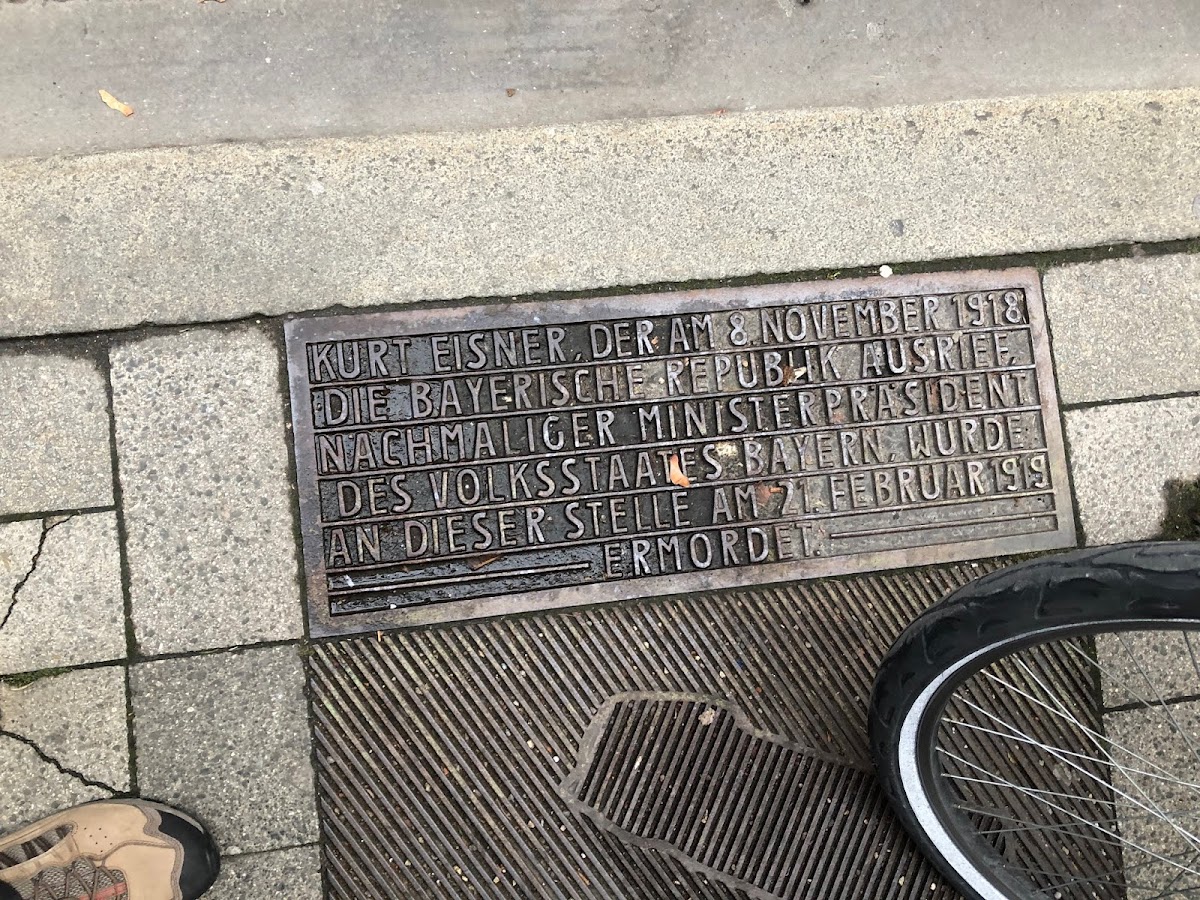 KURT EISNER, DER AM 8. NOVEMBER 1918
DIE BAYERISCHE REPUBLIK AUSRIEF,
NACHMALIGER MINISTERPRÄSIDENT
DES VOLKSSTAATES BAYERN, WURDE
AN DIESER STELLE AM 21. FEBRUAR 1919
ERMORDET.